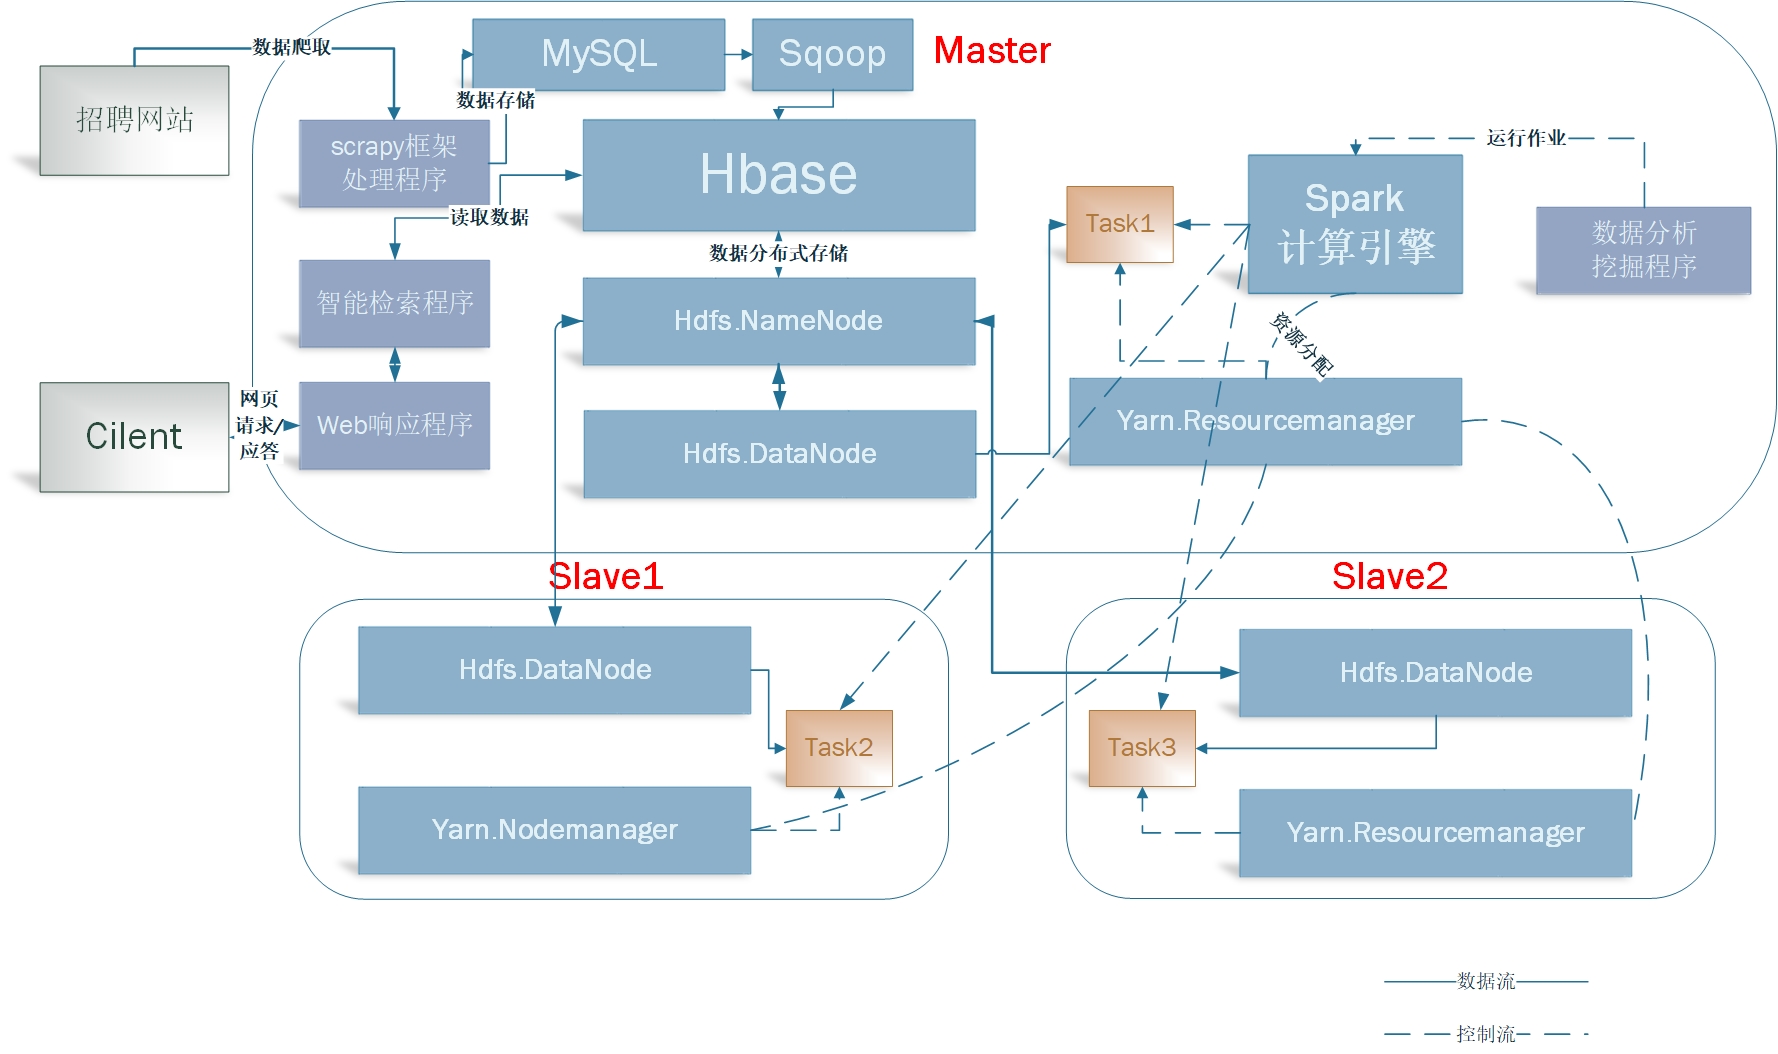 数据爬取
MySQL
Sqoop
Master
招聘网站
数据存储
scrapy框架
处理程序
Hbase
运行作业
Spark
计算引擎
Task1
数据分析
挖掘程序
读取数据
数据分布式存储
智能检索程序
Hdfs.NameNode
资源分配
Cilent
网页
请求/
应答
Web响应程序
Hdfs.DataNode
Yarn.Resourcemanager
Slave1
Slave2
Hdfs.DataNode
Hdfs.DataNode
Task2
Task3
Yarn.Nodemanager
Yarn.Resourcemanager
数据流
控制流